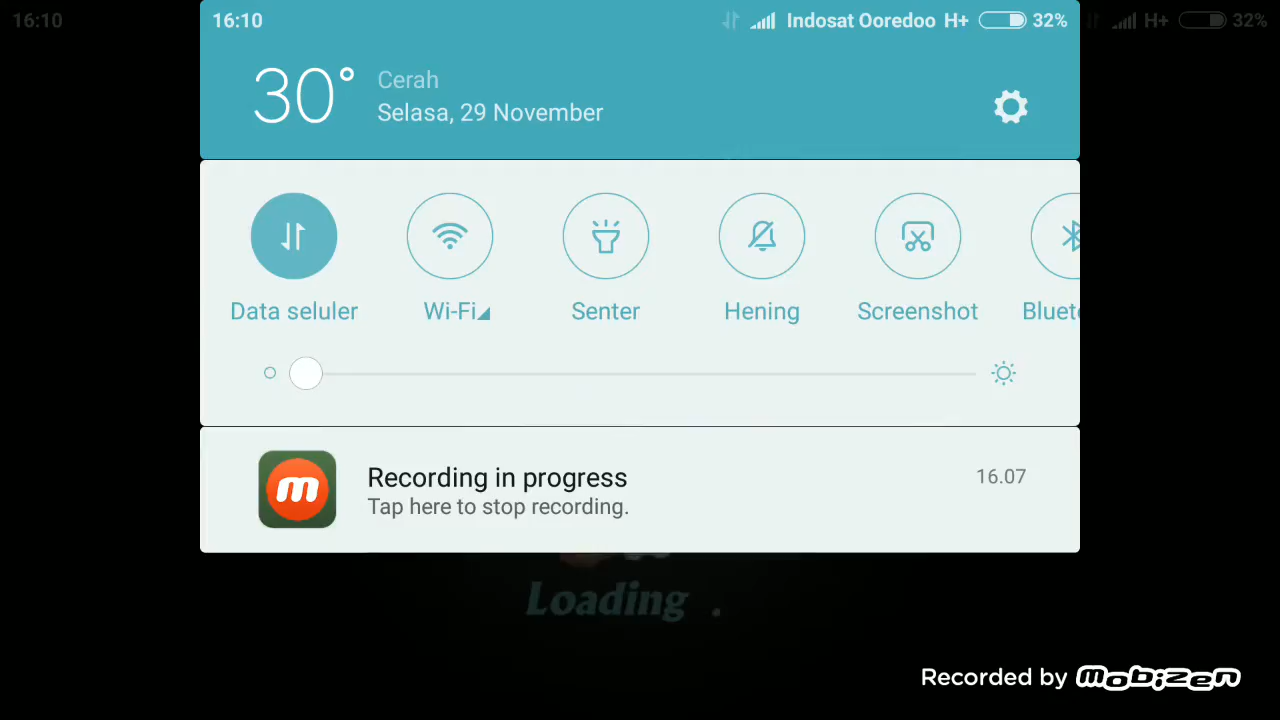 16:10
16:10
Indosat Ooredoo H+ 32%
H+ 32%
30°
Cerah
Selasa, 29 November
Data seluler
Wi-Fi
Senter
Hening
Screenshot
Bluet
Recording in progress
16.07
Tap here to stop recording.
Loading .
Recorded by mobizen